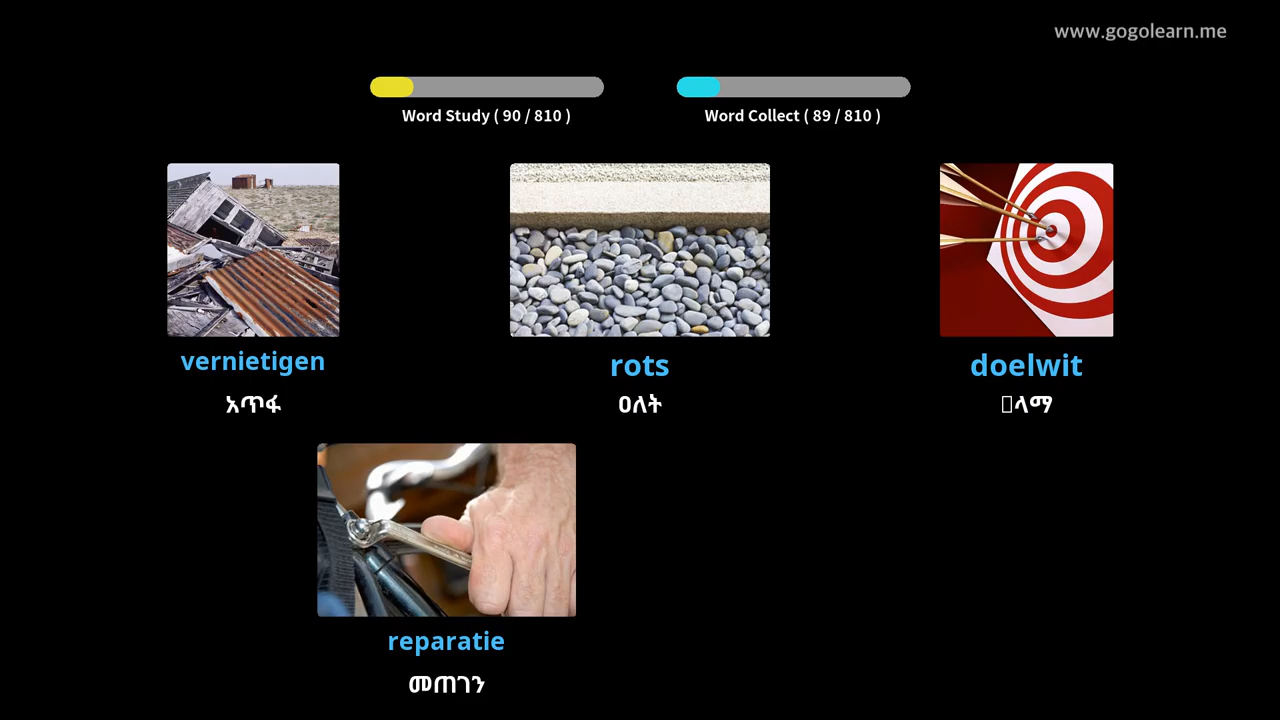 www.gogolearn.me
Word Study ( 90 / 810 )
Word Collect ( 89 / 810 )
vernietigen
አጥፋ
rots
ዐለት
doelwit
reparatie
መጠገን